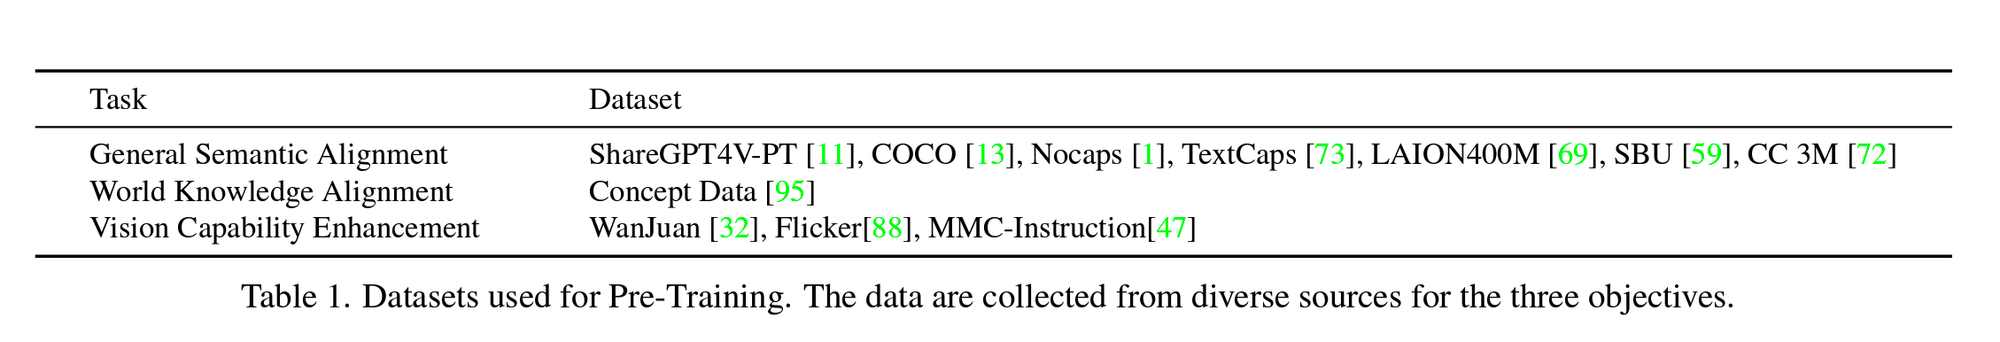 Task Dataset
General Semantic Alignment ShareGPT4V-PT [11], COCO [13], Nocaps [1], TextCaps [73], LAION400M [69], SBU [59], CC 3M [72]
World Knowledge Alignment Concept Data [95]
Vision Capability Enhancement WanJuan [32], Flicker[88], MMC-Instruction[47]
Table 1. Datasets used for Pre-Training. The data are collected from diverse sources for the three objectives.